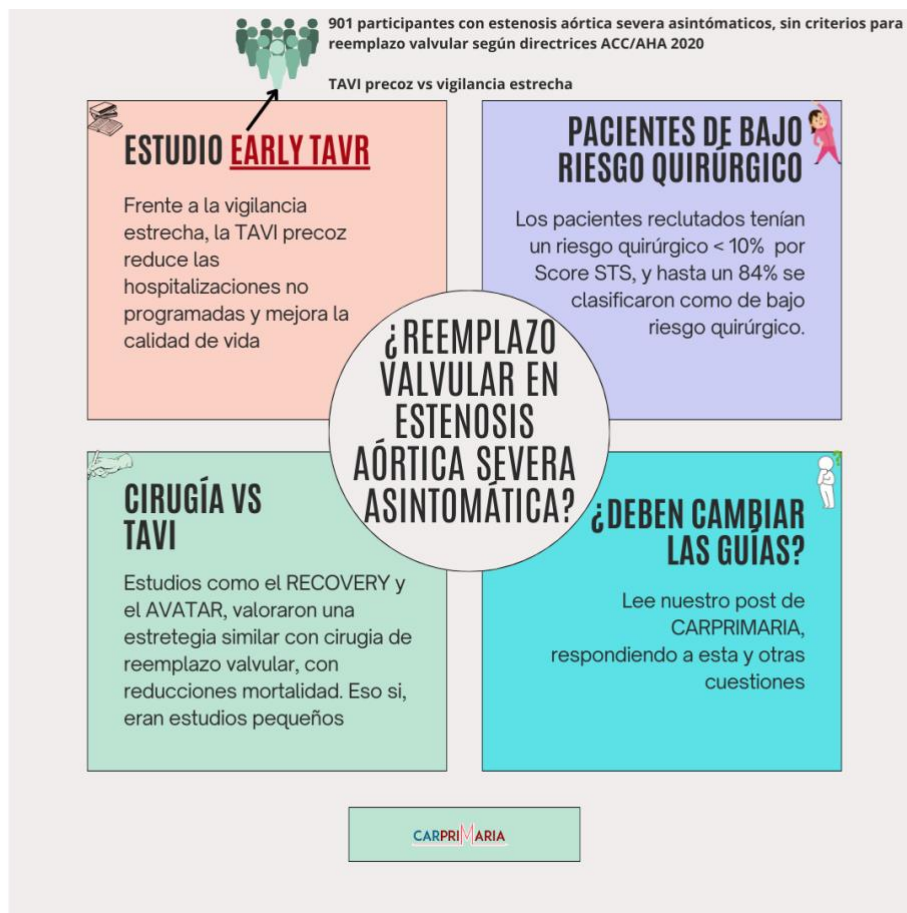 901 participantes con estenosis aórtica severa asintómaticos, sin criterios para
reemplazo valvular según directrices ACC/AHA 2020
TAVI precoz vs vigilancia estrecha
ESTUDIO EARLY TAVR
Frente a la vigilancia
estrecha, la TAVI precoz
reduce las
hospitalizaciones no
programadas y mejora la
calidad de vida
PACIENTES DE BAJO
RIESGO QUIRÚRGICO
Los pacientes reclutados tenían
un riesgo quirúrgico < 10% por
Score STS, y hasta un 84% se
clasificaron como de bajo
riesgo quirúrgico.
¿REEMPLAZO
VALVULAR EN
ESTENOSIS
AÓRTICA SEVERA
ASINTOMÁTICA?
CIRUGÍA VS
TAVI
Estudios como el RECOVERY y
el AVATAR, valoraron una
estretegia similar con cirugia de
reemplazo valvular, con
reducciones mortalidad. Eso si,
eran estudios pequeños
¿DEBEN CAMBIAR
LAS GUÍAS?
Lee nuestro post de
CARPRIMARIA,
respondiendo a esta y otras
cuestiones
CARPRIMARIA